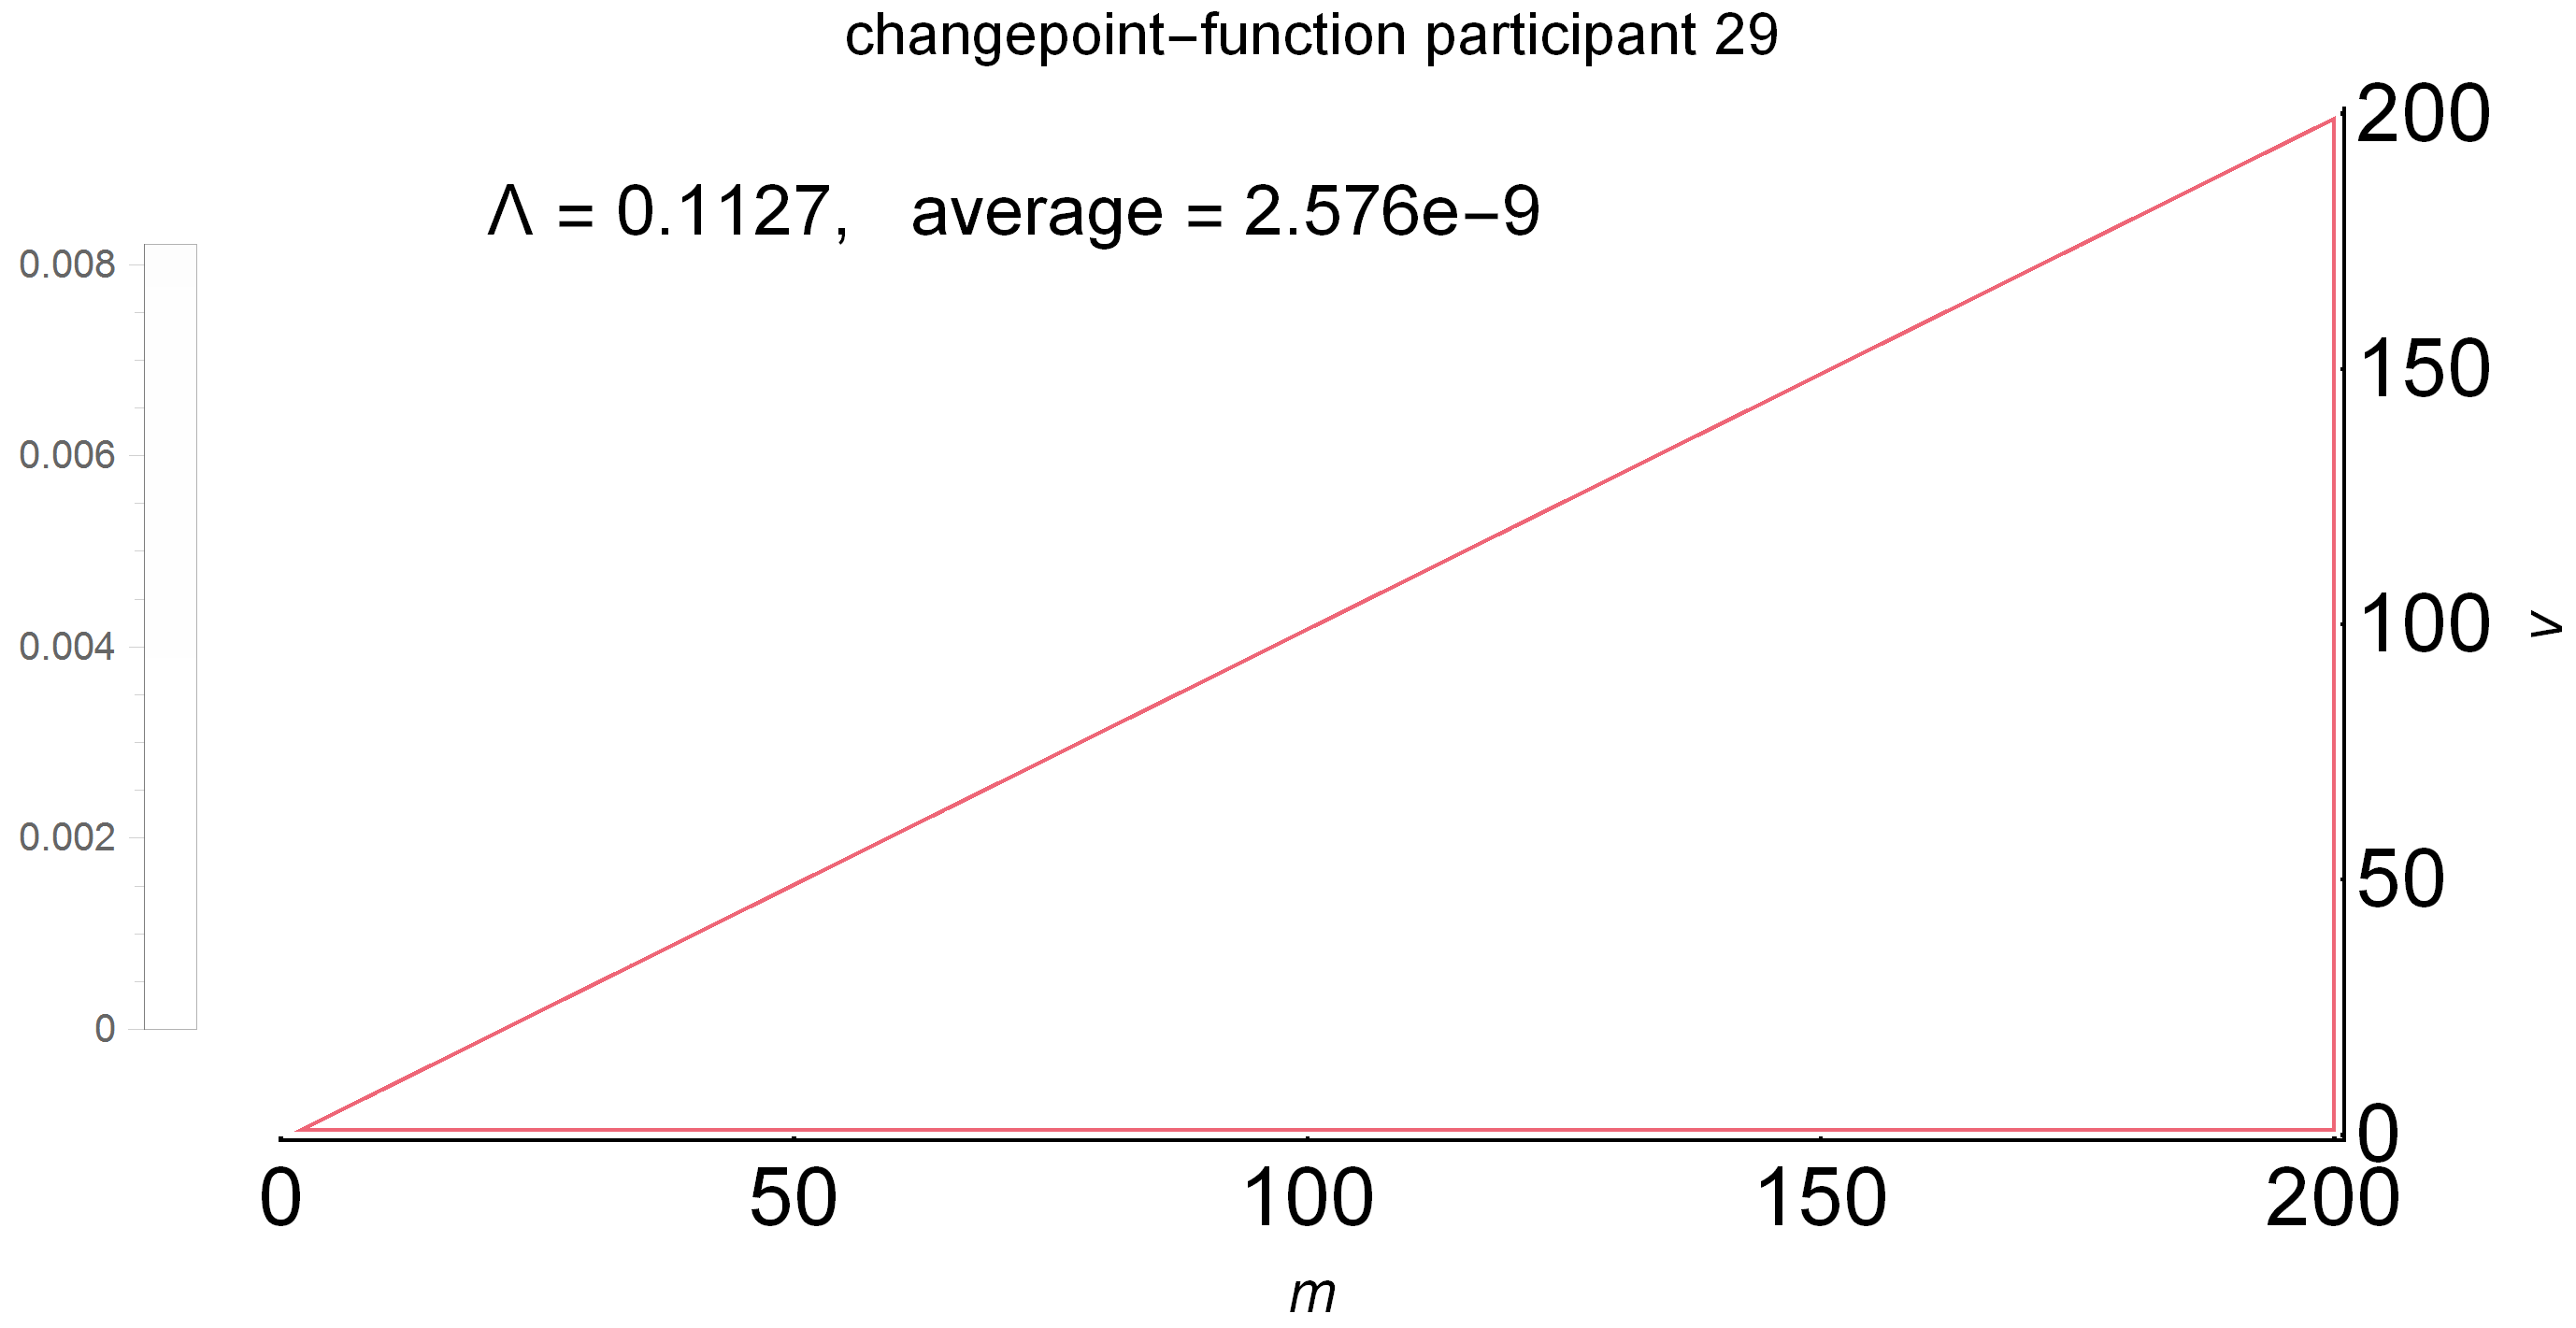 changepoint−function participant 29
Λ = 0.1127, average = 2.576e−9
0.008
0.006
0.004
0.002
0
200
150
100
50
0
v
0 50 100 150 200
m